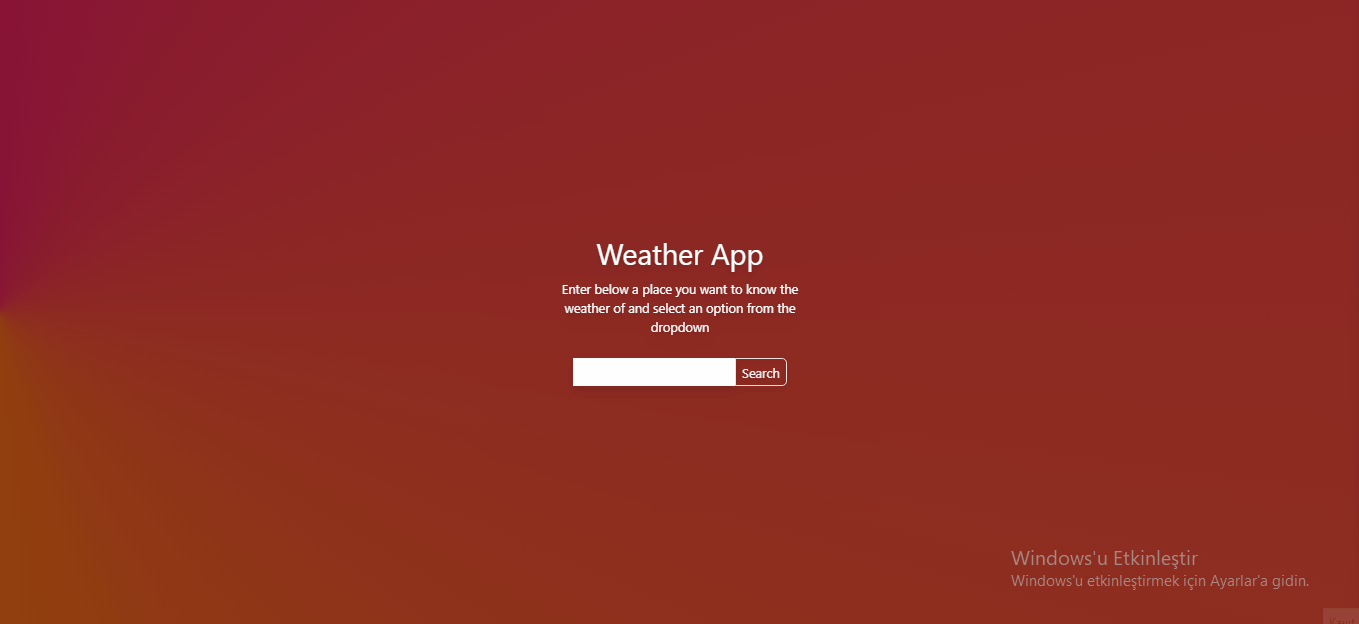 Weather App
Enter below a place you want to know the
weather of and select an option from the
dropdown
Search
Windows'u Etkinleştir
Windows'u etkinleştirmek için Ayarlar'a gidin.